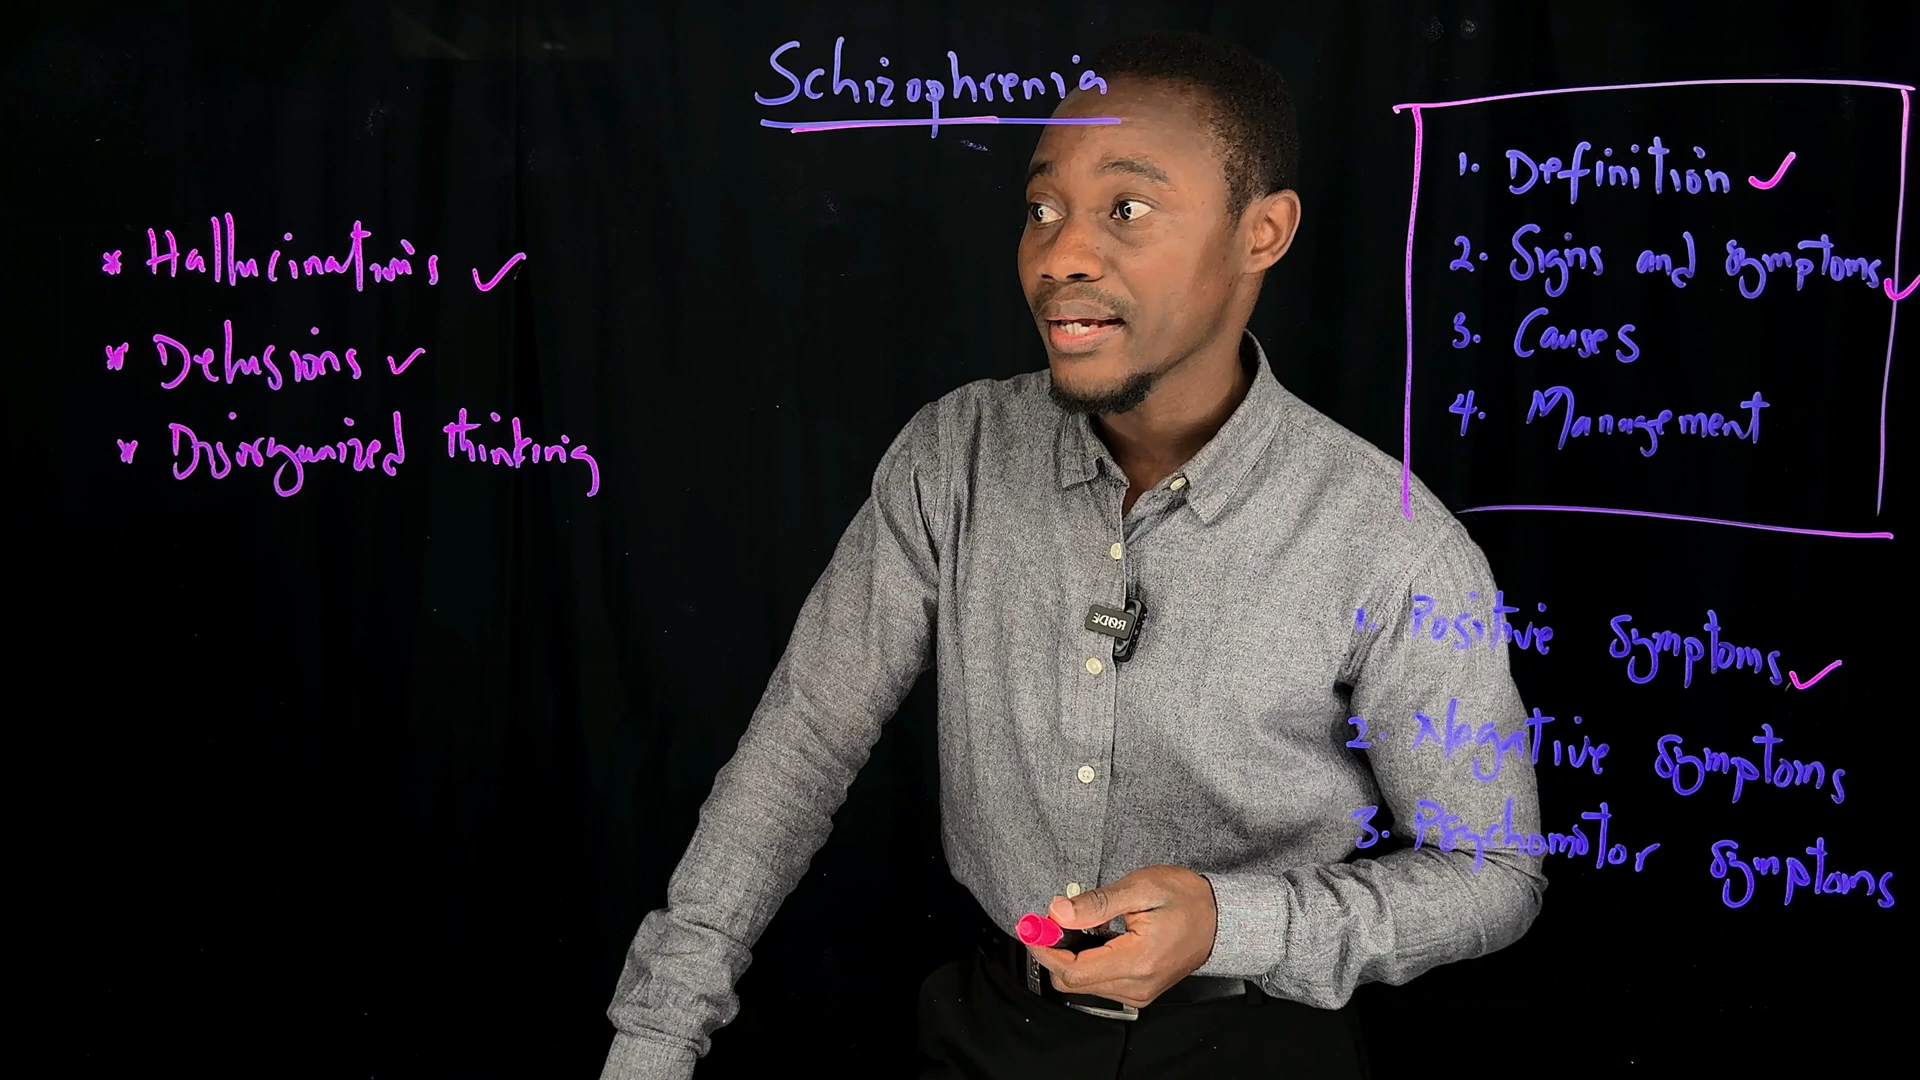 Schizophrenia
* Hallucinations ✓
* Delusions ✓
* Disorganized thinking
1. Definition ✓
2. Signs and symptoms ✓
3. Causes
4. Management
1. Positive symptoms ✓
2. Negative symptoms
3. Psychomotor symptoms
RØDE